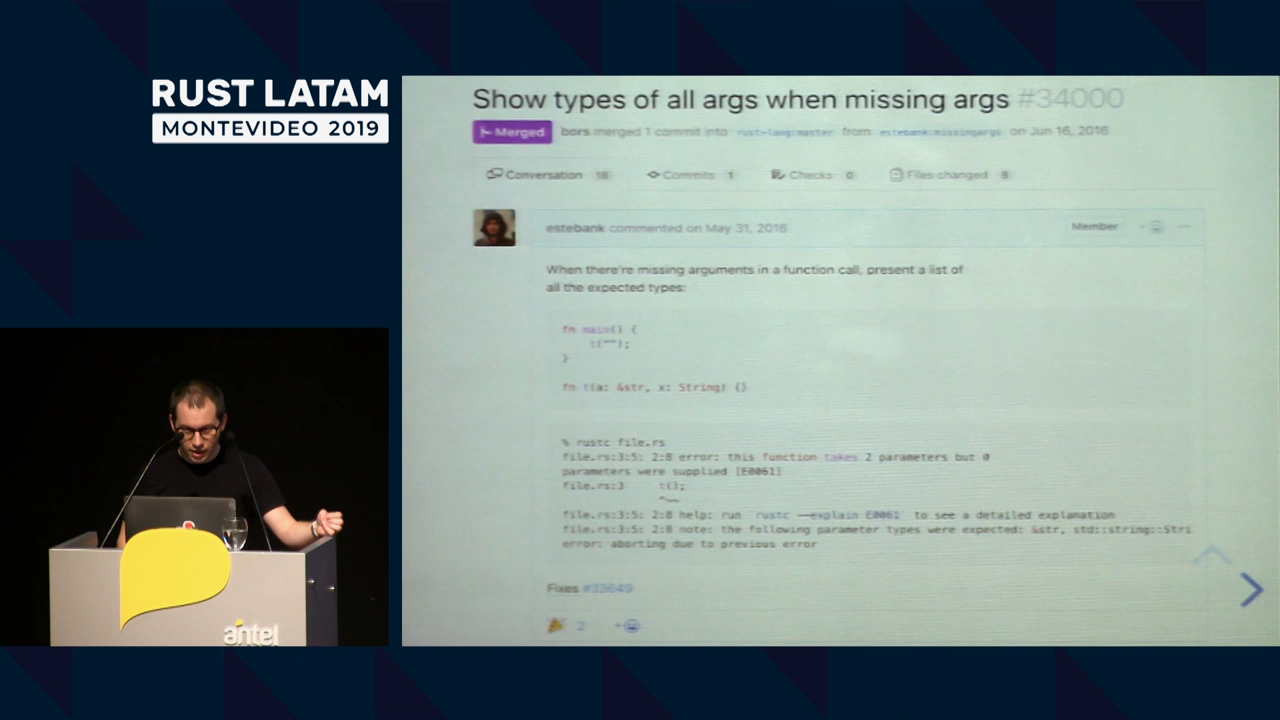 RUST LATAM
MONTEVIDEO 2019
Show types of all args when missing args #34000
Merged bors merged 1 commit into rust-lang:master from estebank:missingargs on Jun 16, 2016
Conversation 16 Commits 1 Checks 0 Files changed 8
estebank commented on May 31, 2016 Member
When there're missing arguments in a function call, present a list of
all the expected types:
fn main() {
t("");
}
fn t(a: &str, x: String) {}
% rustc file.rs
file.rs:3:5: 2:8 error: this function takes 2 parameters but 0
parameters were supplied [E0061]
file.rs:3 t();
^~~
file.rs:3:5: 2:8 help: run `rustc --explain E0061` to see a detailed explanation
file.rs:3:5: 2:8 note: the following parameter types were expected: &str, std::string::Stri
error: aborting due to previous error
Fixes #33649
2
antel